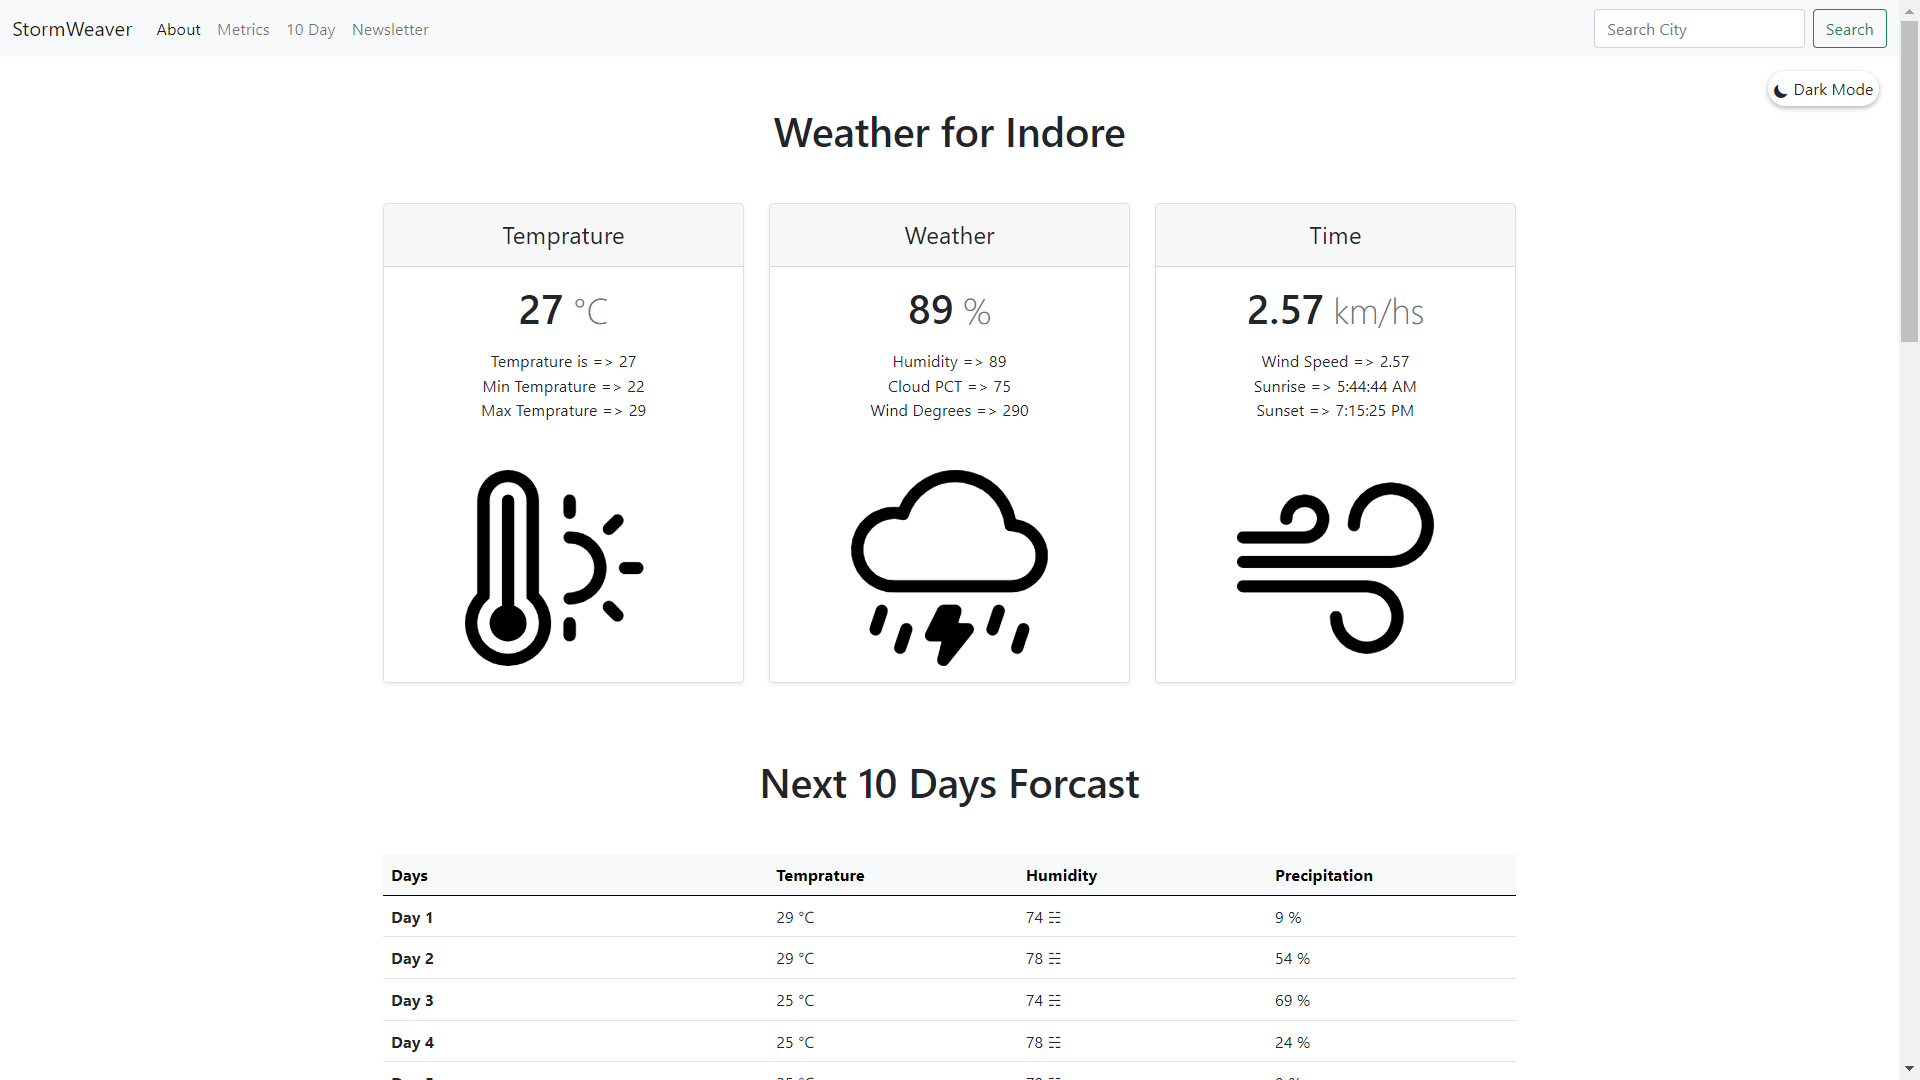 StormWeaver About Metrics 10 Day Newsletter Search City Search
Dark Mode
Weather for Indore
Temprature
27 °C
Temprature is => 27
Min Temprature => 22
Max Temprature => 29
Weather
89 %
Humidity => 89
Cloud PCT => 75
Wind Degrees => 290
Time
2.57 km/hs
Wind Speed => 2.57
Sunrise => 5:44:44 AM
Sunset => 7:15:25 PM
Next 10 Days Forcast
Days Temprature Humidity Precipitation
Day 1 29 °C 74 ☵ 9 %
Day 2 29 °C 78 ☵ 54 %
Day 3 25 °C 74 ☵ 69 %
Day 4 25 °C 78 ☵ 24 %